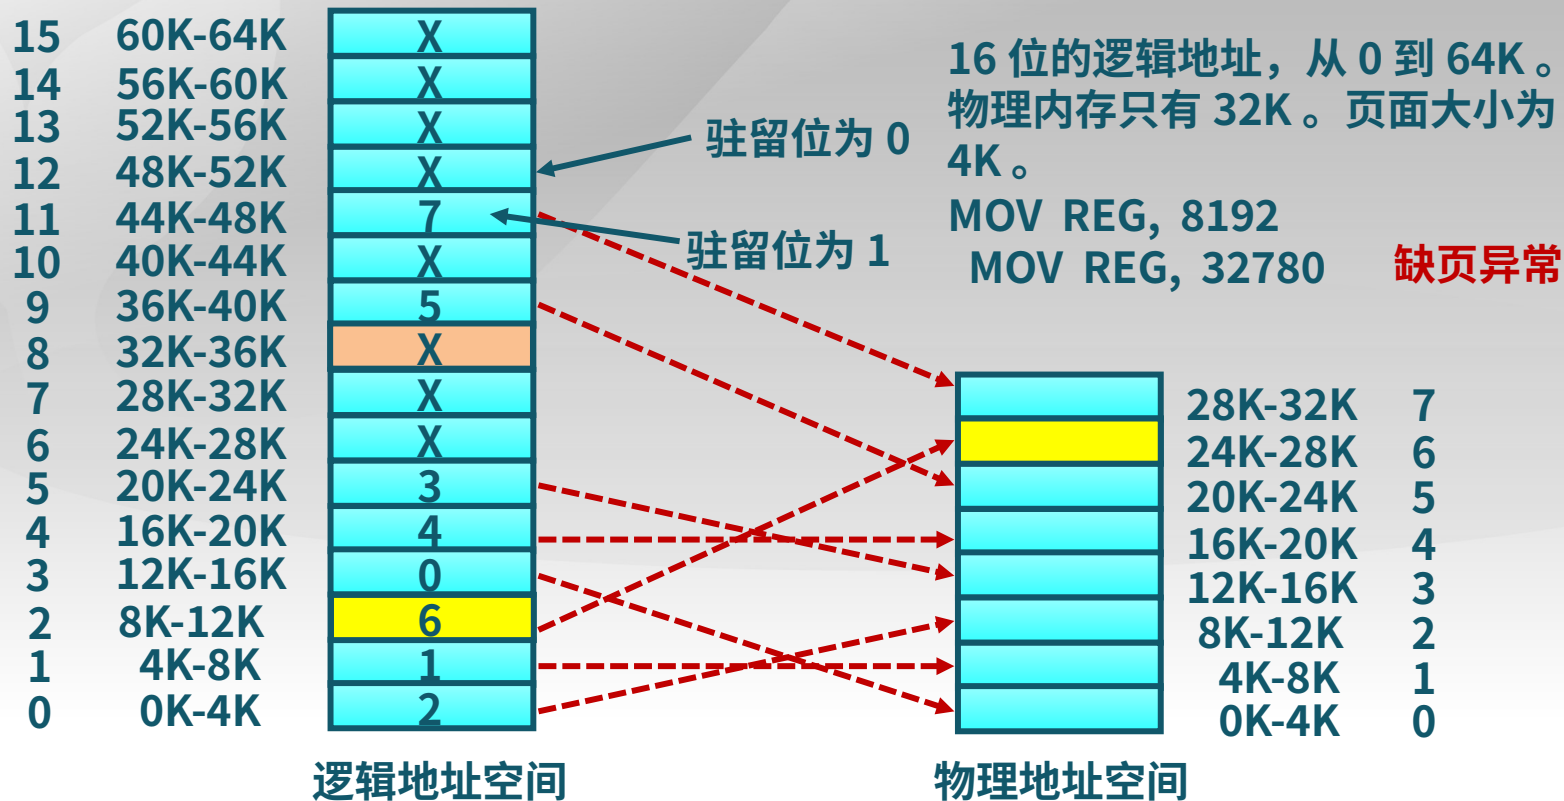 15 60K-64K X
14 56K-60K X
13 52K-56K X
12 48K-52K X
11 44K-48K 7
10 40K-44K X
9 36K-40K 5
8 32K-36K X
7 28K-32K X
6 24K-28K X
5 20K-24K 3
4 16K-20K 4
3 12K-16K 0
2 8K-12K 6
1 4K-8K 1
0 0K-4K 2
逻辑地址空间
驻留位为 0
驻留位为 1
16 位的逻辑地址，从 0 到 64K 。
物理内存只有 32K 。页面大小为
4K 。
MOV REG, 8192
MOV REG, 32780
缺页异常
28K-32K 7
24K-28K 6
20K-24K 5
16K-20K 4
12K-16K 3
8K-12K 2
4K-8K 1
0K-4K 0
物理地址空间